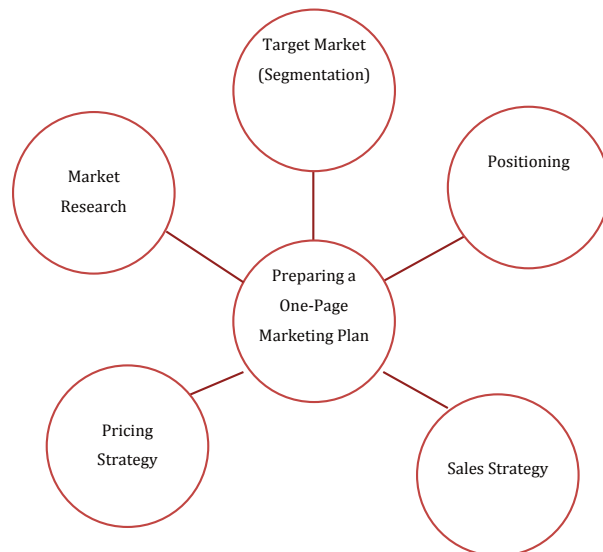 Target Market
(Segmentation)
Positioning
Market
Research
Preparing a
One-Page
Marketing Plan
Pricing
Strategy
Sales Strategy